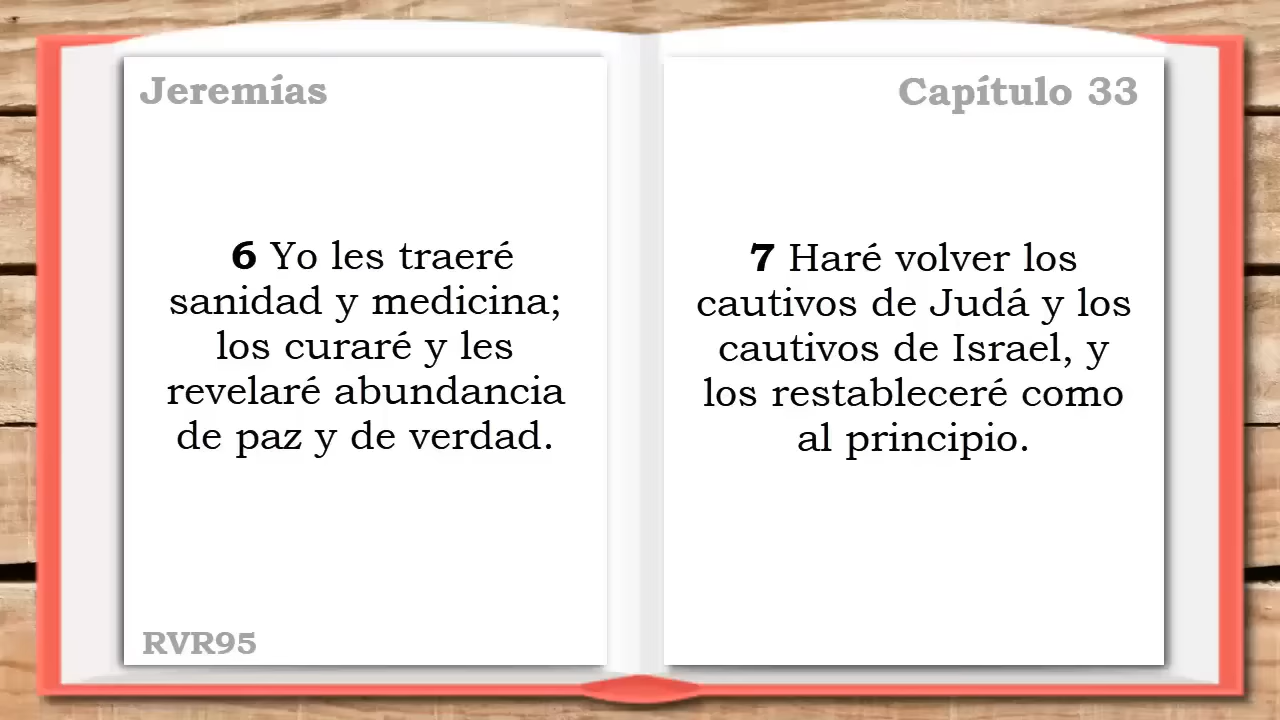 Jeremías
6 Yo les traeré
sanidad y medicina;
los curaré y les
revelaré abundancia
de paz y de verdad.
RVR95
Capítulo 33
7 Haré volver los
cautivos de Judá y los
cautivos de Israel, y
los restableceré como
al principio.